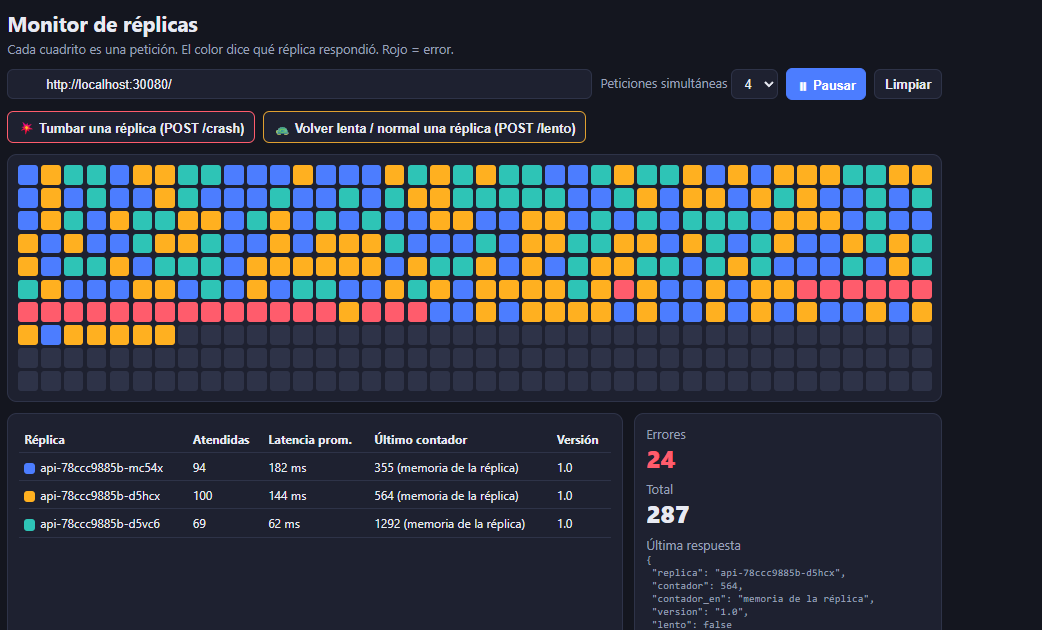 Monitor de réplicas
Cada cuadrito es una petición. El color dice qué réplica respondió. Rojo = error.
http://localhost:30080/ Peticiones simultáneas 4 Pausar Limpiar
Tumbar una réplica (POST /crash) Volver lenta / normal una réplica (POST /lento)
Réplica Atendidas Latencia prom. Último contador Versión
api-78ccc9885b-mc54x 94 182 ms 355 (memoria de la réplica) 1.0
api-78ccc9885b-d5hcx 100 144 ms 564 (memoria de la réplica) 1.0
api-78ccc9885b-d5vc6 69 62 ms 1292 (memoria de la réplica) 1.0
Errores
24
Total
287
Última respuesta
{
"replica": "api-78ccc9885b-d5hcx",
"contador": 564,
"contador_en": "memoria de la réplica",
"version": "1.0",
"lento": false